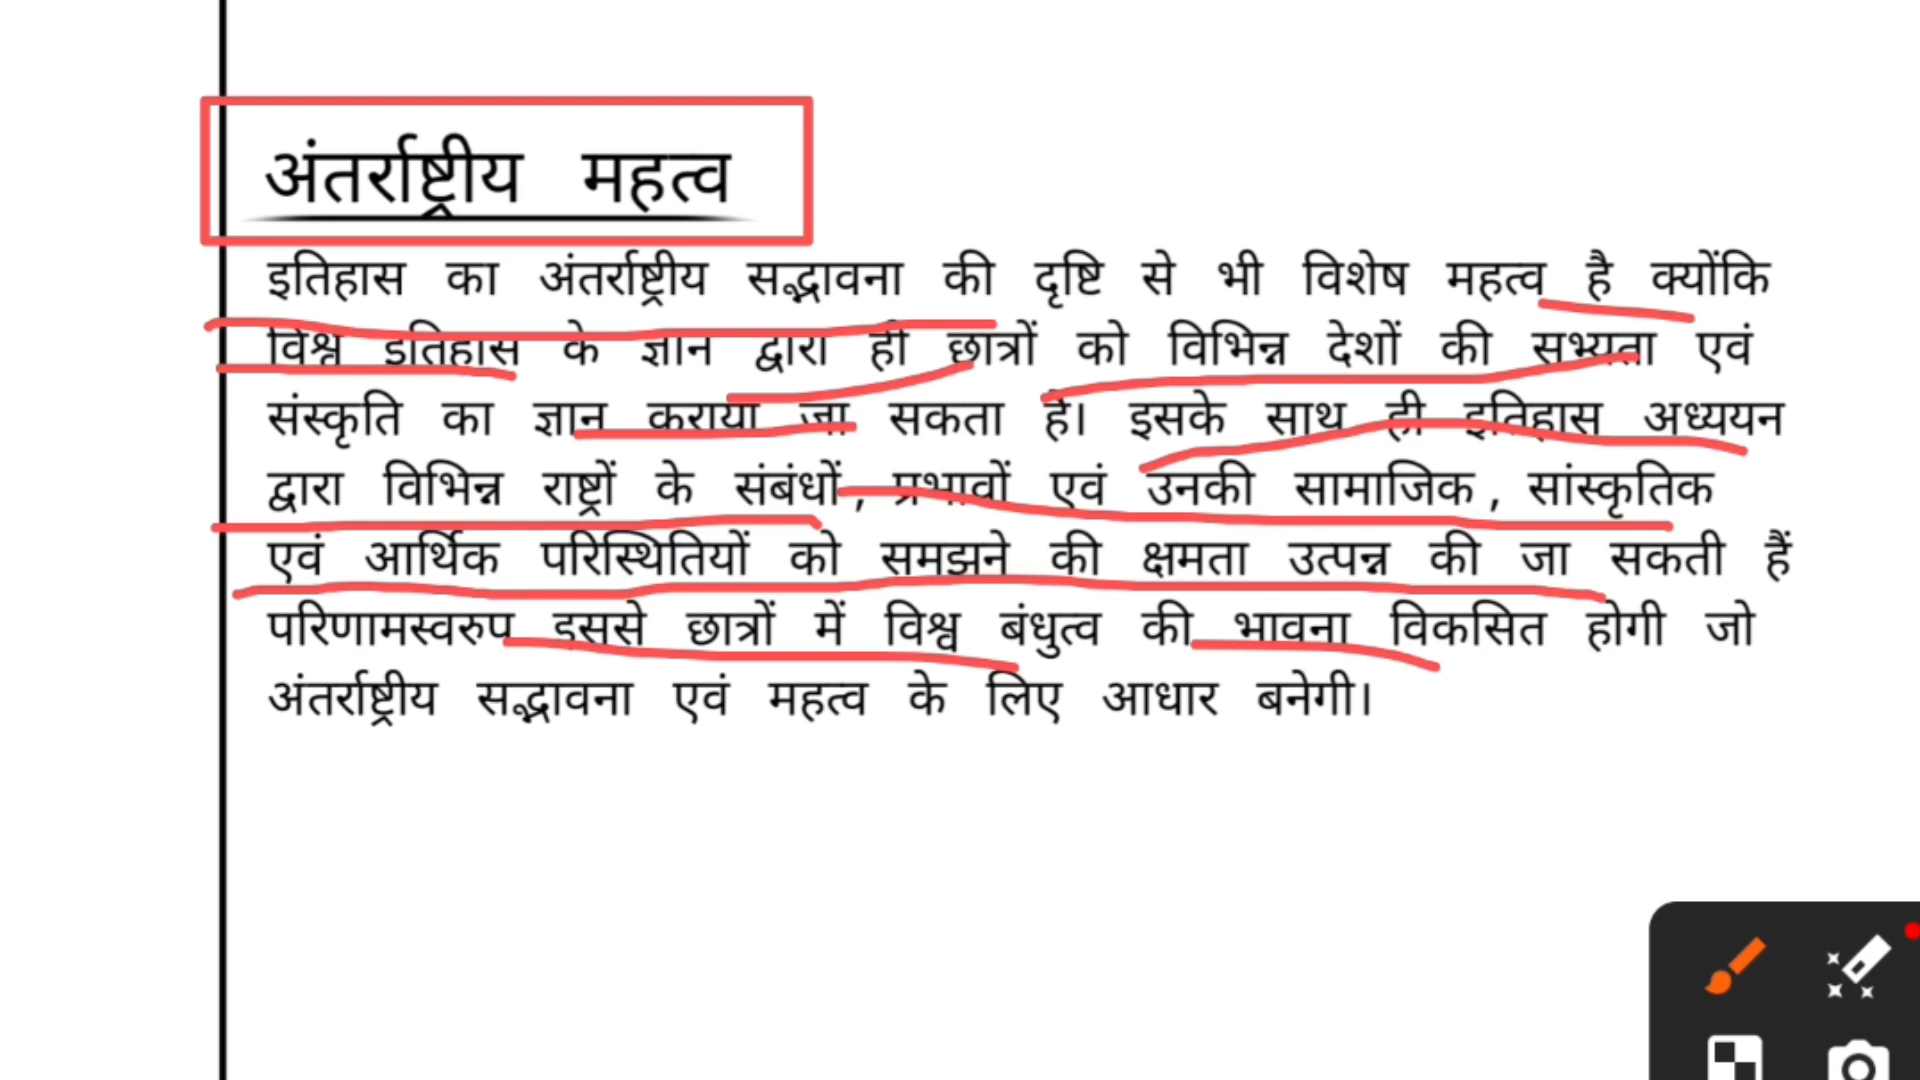 अंतर्राष्ट्रीय महत्व
इतिहास का अंतर्राष्ट्रीय सद्भावना की दृष्टि से भी विशेष महत्व है क्योंकि
विश्व इतिहास के ज्ञान द्वारा ही छात्रों को विभिन्न देशों की सभ्यता एवं
संस्कृति का ज्ञान कराया जा सकता है। इसके साथ ही इतिहास अध्ययन
द्वारा विभिन्न राष्ट्रों के संबंधों, प्रभावों एवं उनकी सामाजिक, सांस्कृतिक
एवं आर्थिक परिस्थितियों को समझने की क्षमता उत्पन्न की जा सकती हैं
परिणामस्वरुप इससे छात्रों में विश्व बंधुत्व की भावना विकसित होगी जो
अंतर्राष्ट्रीय सद्भावना एवं महत्व के लिए आधार बनेगी।